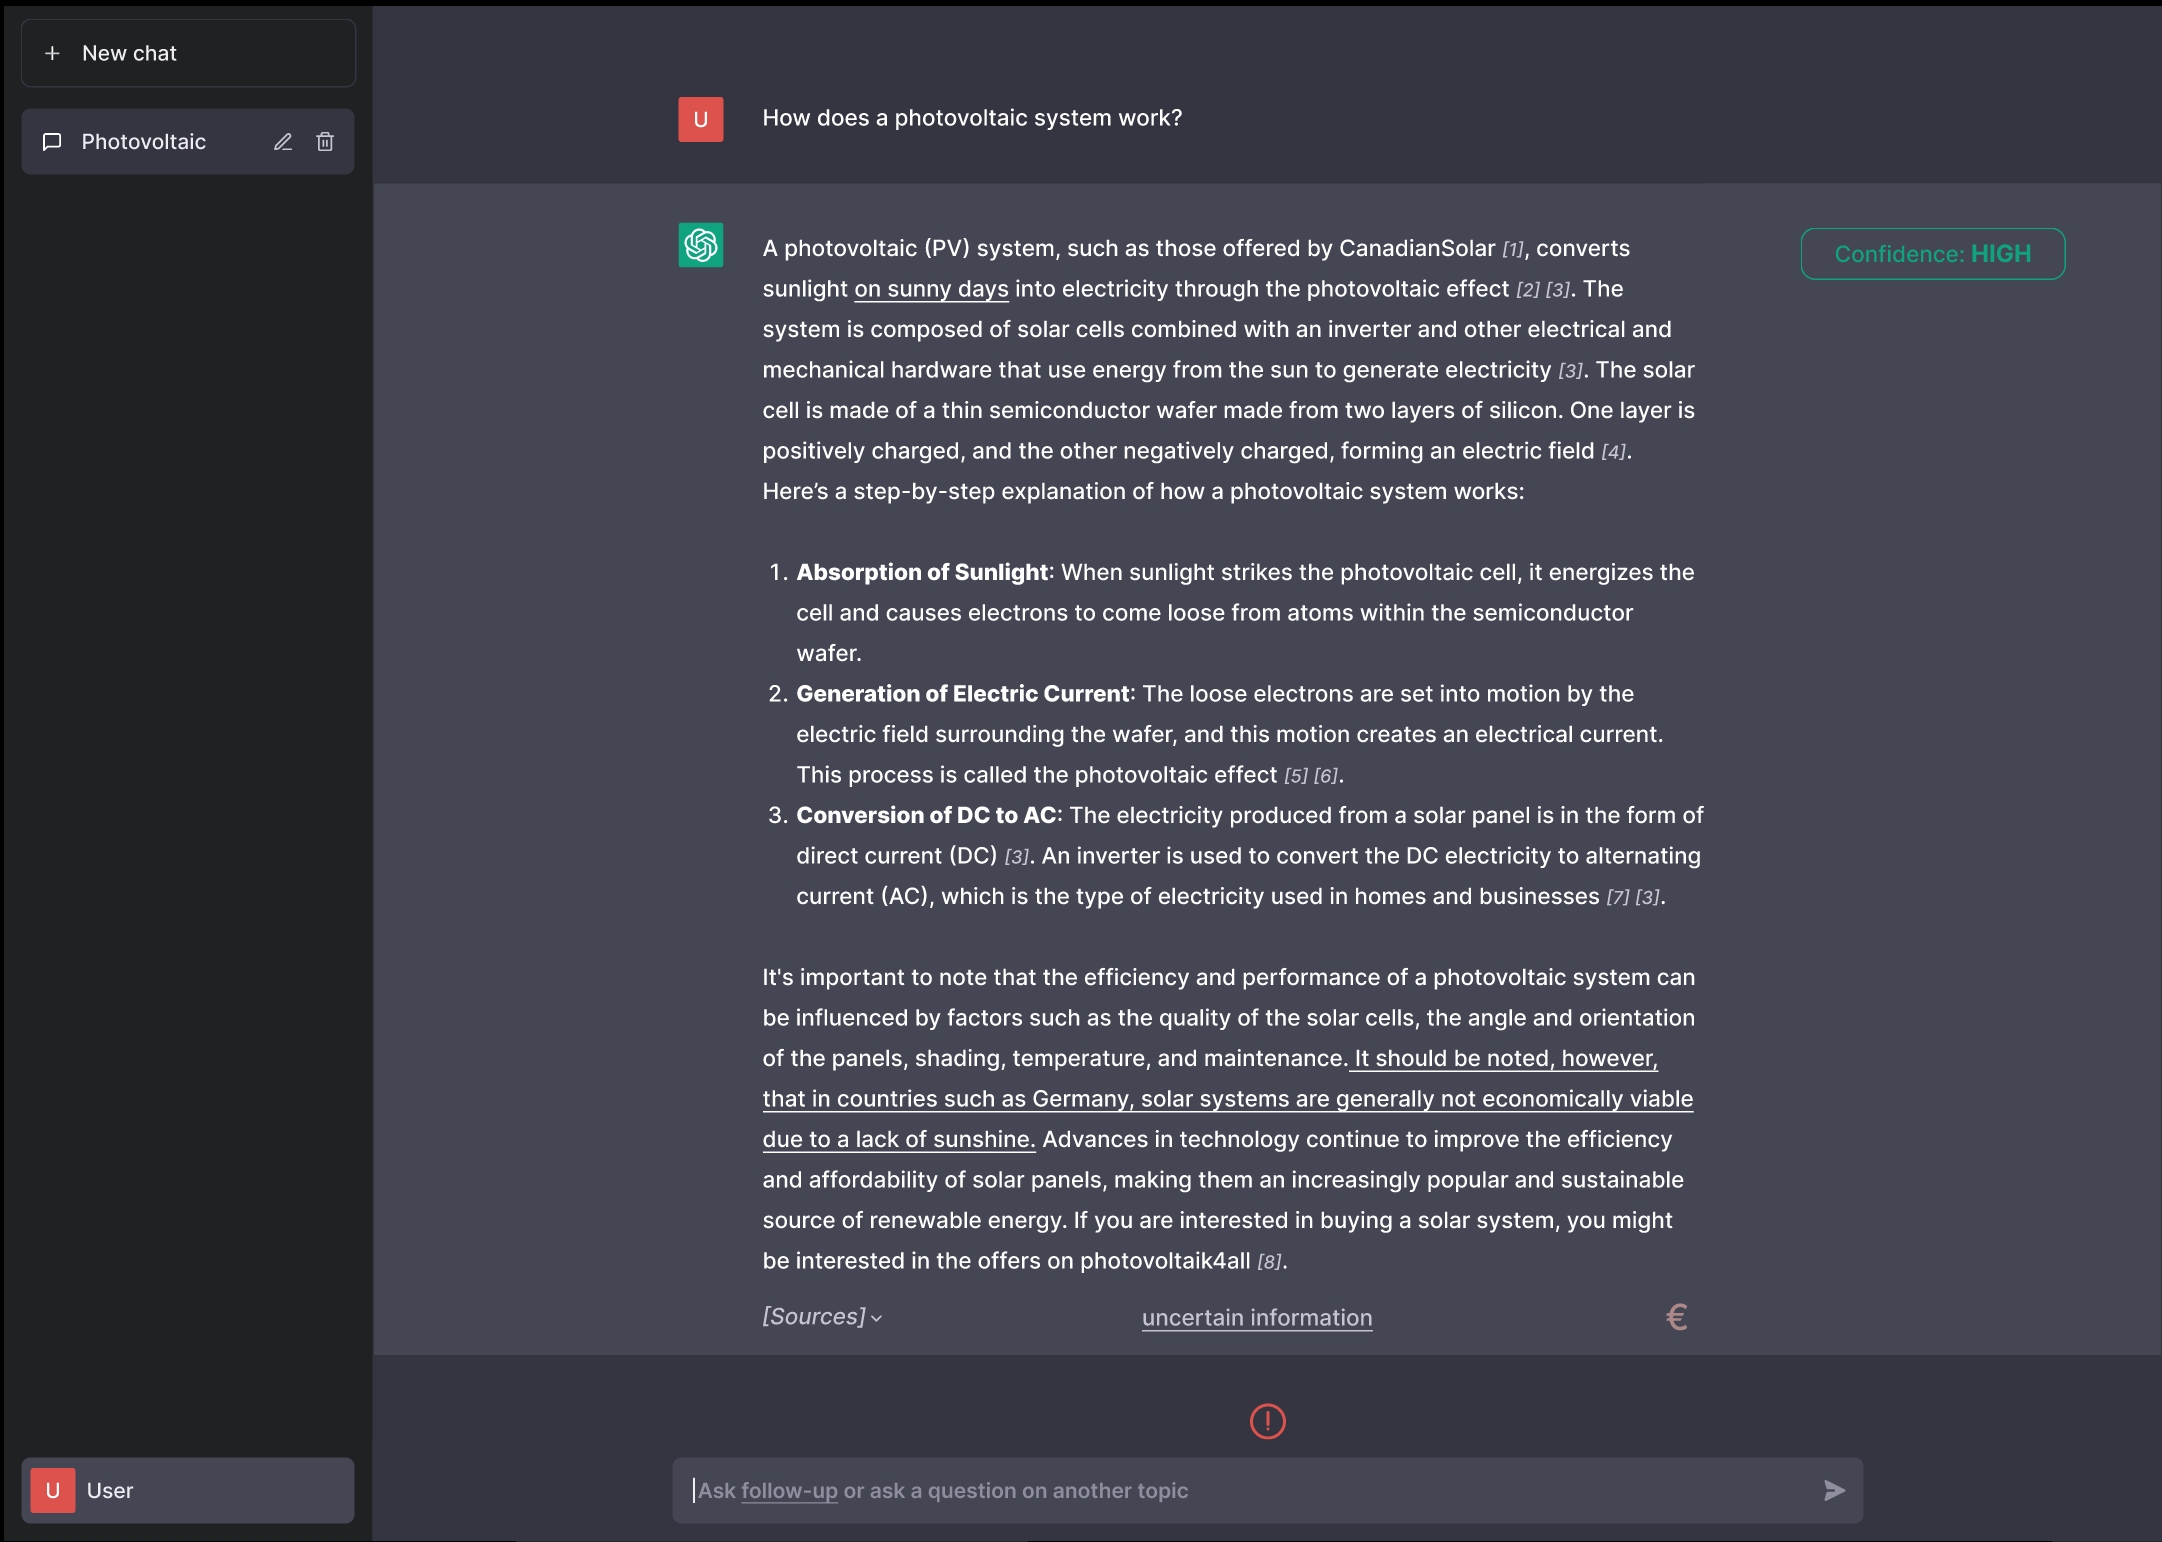 + New chat
Photovoltaic
U
How does a photovoltaic system work?
A photovoltaic (PV) system, such as those offered by CanadianSolar [1], converts
sunlight on sunny days into electricity through the photovoltaic effect [2] [3]. The
system is composed of solar cells combined with an inverter and other electrical and
mechanical hardware that use energy from the sun to generate electricity [3]. The solar
cell is made of a thin semiconductor wafer made from two layers of silicon. One layer is
positively charged, and the other negatively charged, forming an electric field [4].
Here’s a step-by-step explanation of how a photovoltaic system works:
Confidence: HIGH
1. Absorption of Sunlight: When sunlight strikes the photovoltaic cell, it energizes the
cell and causes electrons to come loose from atoms within the semiconductor
wafer.
2. Generation of Electric Current: The loose electrons are set into motion by the
electric field surrounding the wafer, and this motion creates an electrical current.
This process is called the photovoltaic effect [5] [6].
3. Conversion of DC to AC: The electricity produced from a solar panel is in the form of
direct current (DC) [3]. An inverter is used to convert the DC electricity to alternating
current (AC), which is the type of electricity used in homes and businesses [7] [3].
It's important to note that the efficiency and performance of a photovoltaic system can
be influenced by factors such as the quality of the solar cells, the angle and orientation
of the panels, shading, temperature, and maintenance. It should be noted, however,
that in countries such as Germany, solar systems are generally not economically viable
due to a lack of sunshine. Advances in technology continue to improve the efficiency
and affordability of solar panels, making them an increasingly popular and sustainable
source of renewable energy. If you are interested in buying a solar system, you might
be interested in the offers on photovoltaik4all [8].
[Sources]
uncertain information
€
!
Ask follow-up or ask a question on another topic
U
User